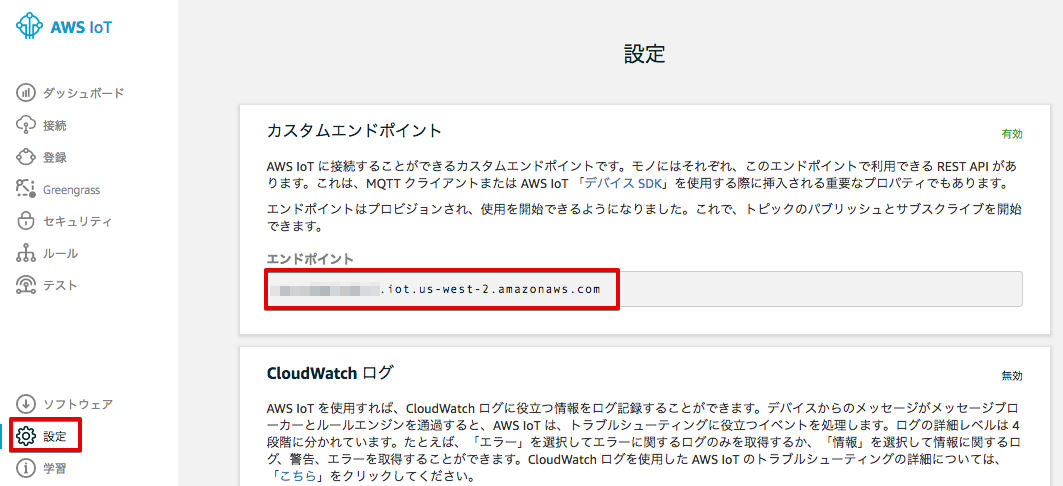 AWS IoT
ダッシュボード
接続
登録
Greengrass
セキュリティ
ルール
テスト
ソフトウェア
設定
学習
設定
カスタムエンドポイント
有効
AWS IoT に接続することができるカスタムエンドポイントです。モノにはそれぞれ、このエンドポイントで利用できる REST API があ
ります。これは、MQTT クライアントまたは AWS IoT 「デバイス SDK」を使用する際に挿入される重要なプロパティでもあります。
エンドポイントはプロビジョンされ、使用を開始できるようになりました。これで、トピックのパブリッシュとサブスクライブを開始
できます。
エンドポイント
.iot.us-west-2.amazonaws.com
CloudWatch ログ
無効
AWS IoT を使用すれば、CloudWatch ログに役立つ情報をログ記録することができます。デバイスからのメッセージがメッセージブロ
ーカーとルールエンジンを通過すると、AWS IoT は、トラブルシューティングに役立つイベントを処理します。ログの詳細レベルは 4
段階に分かれています。たとえば、「エラー」を選択してエラーに関するログのみを取得するか、「情報」を選択して情報に関するロ
グ、警告、エラーを取得することができます。CloudWatch ログを使用した AWS IoT のトラブルシューティングの詳細については、
「こちら」をクリックしてください。